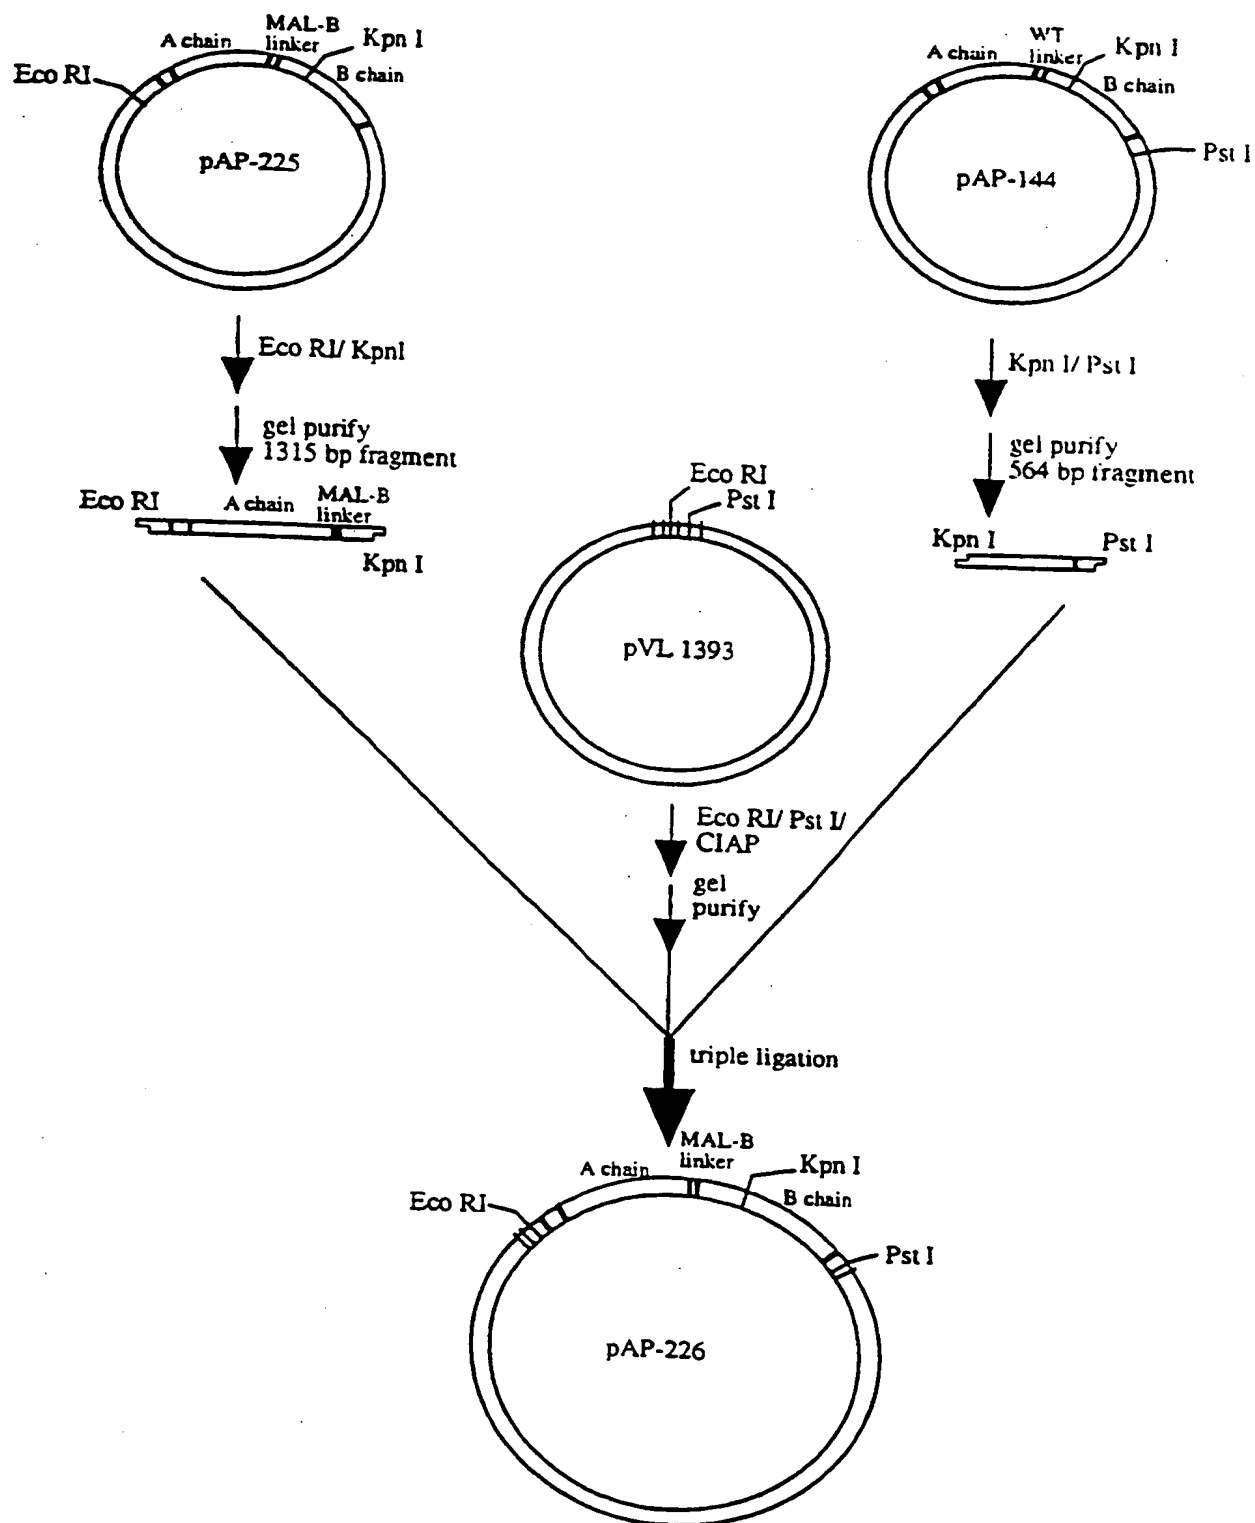 A chain
MAL-B
linker
Kpn I
Eco RI
B chain
pAP-225
A chain
WT
linker
Kpn I
B chain
Pst I
pAP-144
Eco RI/ KpnI
gel purify
1315 bp fragment
Kpn I/ Pst I
gel purify
564 bp fragment
Eco RI
A chain
MAL-B
linker
Kpn I
Eco RI
Pst I
pVL 1393
Kpn I
Pst I
Eco RI/ Pst I/
CIAP
gel
purify
triple ligation
A chain
MAL-B
linker
Kpn I
Eco RI
B chain
Pst I
pAP-226